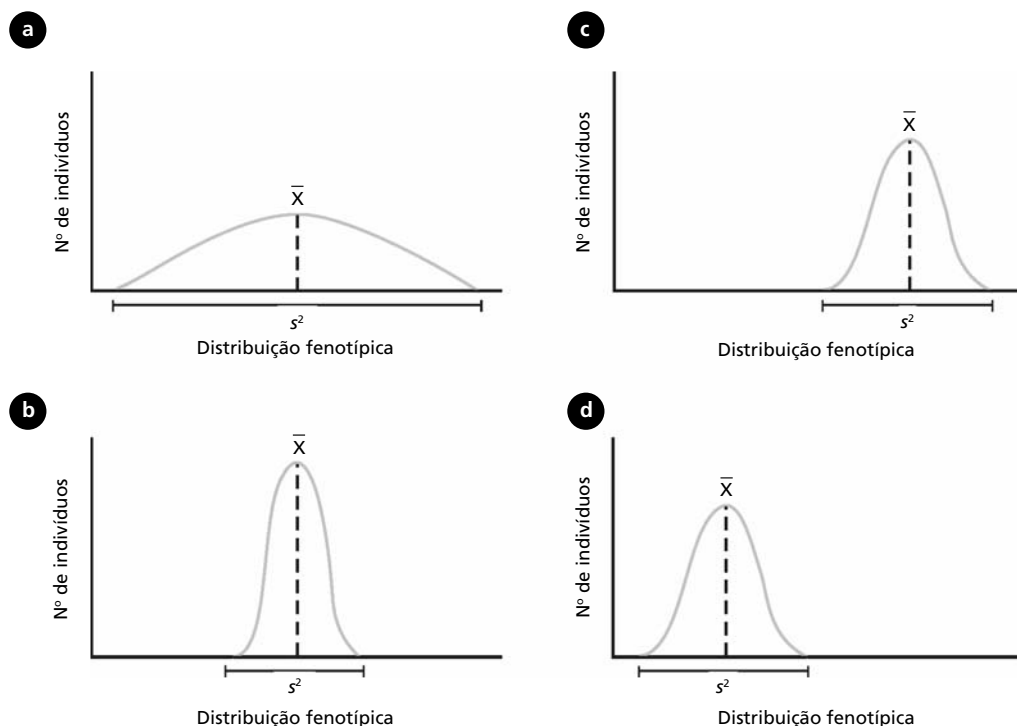 a
Nº de indivíduos
X̅
s²
Distribuição fenotípica
b
Nº de indivíduos
X̅
s²
Distribuição fenotípica
c
Nº de indivíduos
X̅
s²
Distribuição fenotípica
d
Nº de indivíduos
X̅
s²
Distribuição fenotípica